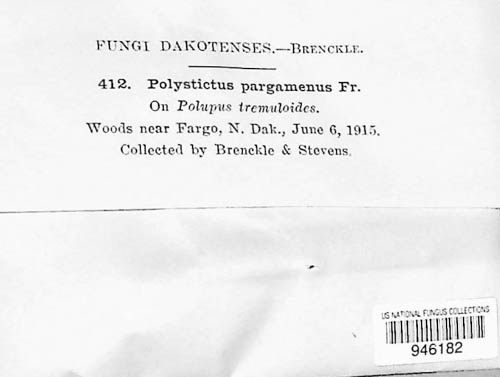 FUNGI DAKOTENSES.—BRENCKLE.
412. Polystictus pargamenus Fr.
On Polupus tremuloides.
Woods near Fargo, N. Dak., June 6, 1915.
Collected by Brenckle & Stevens.
US NATIONAL FUNGUS COLLECTIONS
946182